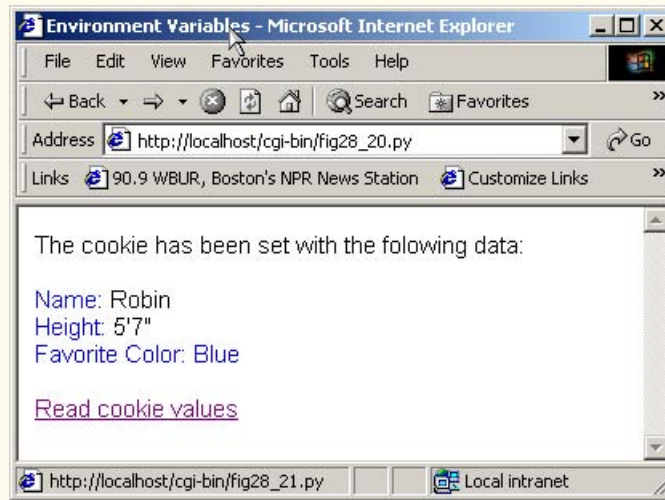 Environment Variables - Microsoft Internet Explorer
File Edit View Favorites Tools Help
Back Search Favorites »
Address http://localhost/cgi-bin/fig28_20.py Go
Links 90.9 WBUR, Boston's NPR News Station Customize Links »
The cookie has been set with the folowing data:
Name: Robin
Height: 5'7"
Favorite Color: Blue
Read cookie values
http://localhost/cgi-bin/fig28_21.py Local intranet